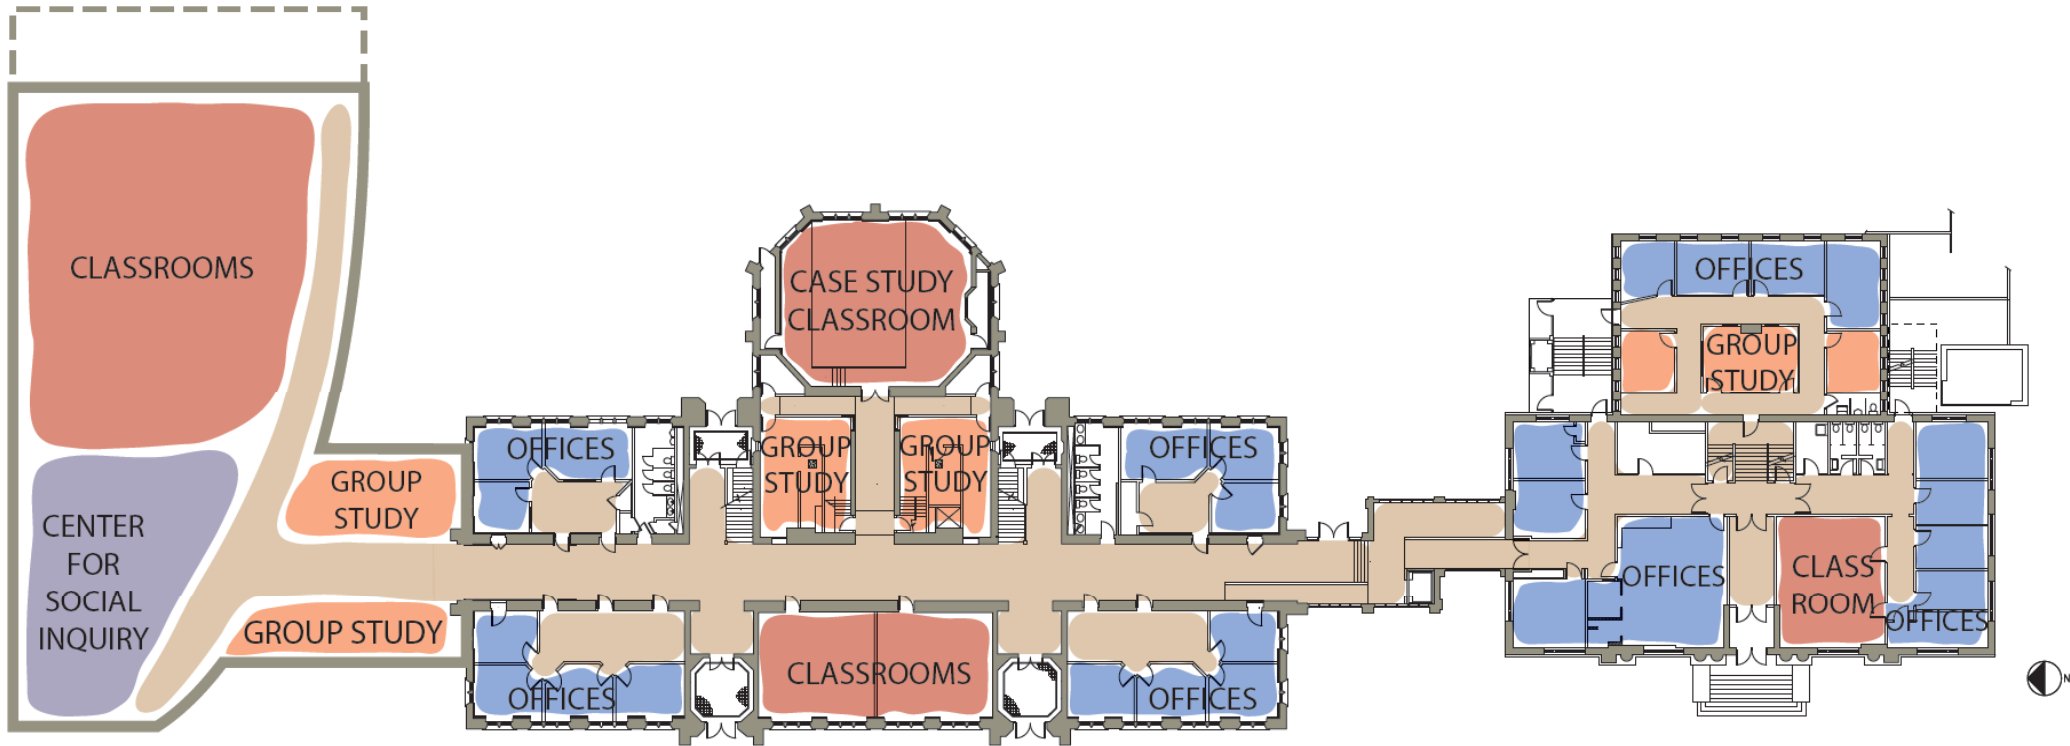 CLASSROOMS
CENTER
FOR
SOCIAL
INQUIRY
GROUP
STUDY
GROUP STUDY
OFFICES
OFFICES
CASE STUDY
CLASSROOM
GROUP
STUDY
GROUP
STUDY
CLASSROOMS
OFFICES
OFFICES
OFFICES
GROUP
STUDY
OFFICES
CLASS
ROOM
OFFICES
N